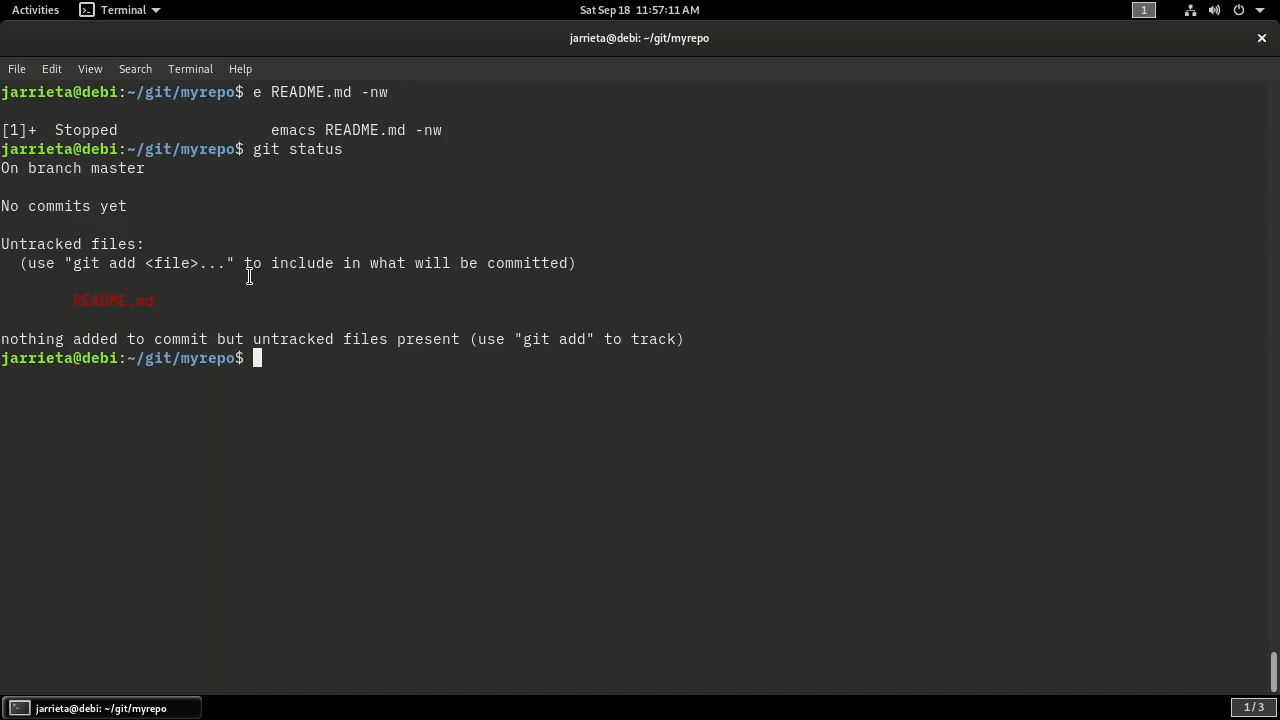 Activities Terminal Sat Sep 18 11:57:11 AM 1
jarrieta@debi: ~/git/myrepo
File Edit View Search Terminal Help
jarrieta@debi:~/git/myrepo$ e README.md -nw
[1]+  Stopped                 emacs README.md -nw
jarrieta@debi:~/git/myrepo$ git status
On branch master
No commits yet
Untracked files:
  (use "git add <file>..." to include in what will be committed)
        README.md
nothing added to commit but untracked files present (use "git add" to track)
jarrieta@debi:~/git/myrepo$
jarrieta@debi: ~/git/myrepo 1/3